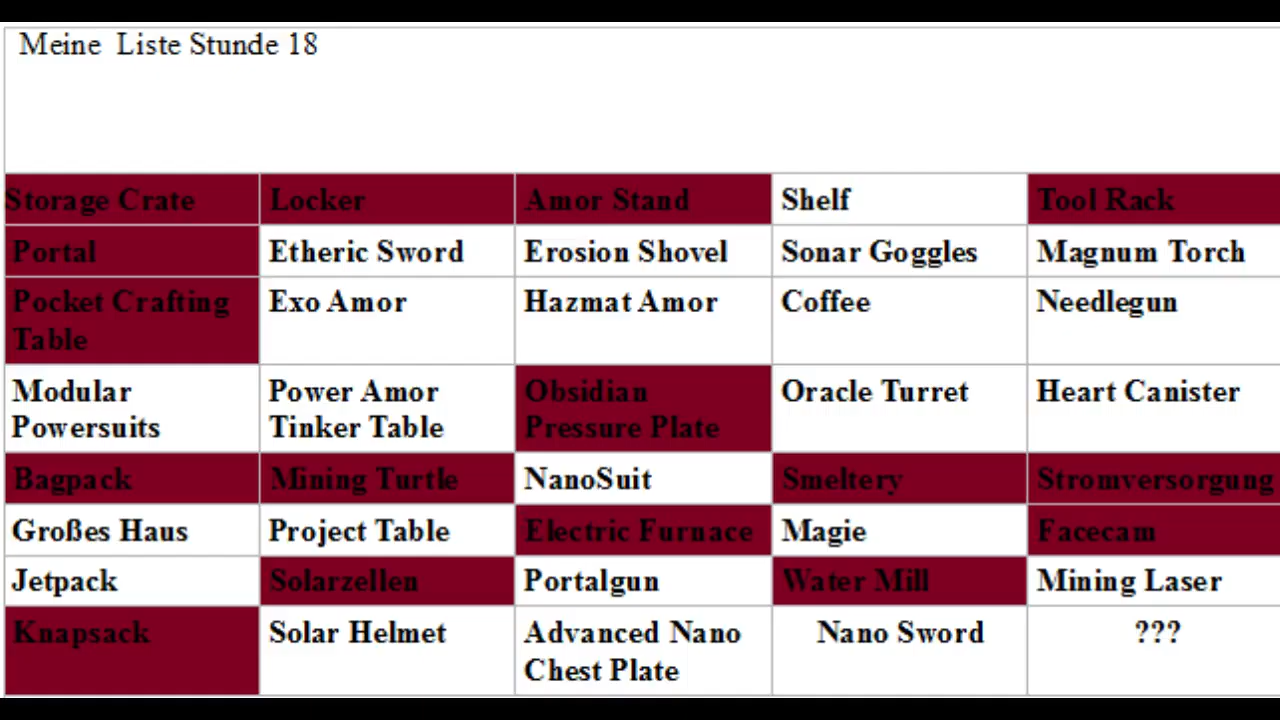 Meine Liste Stunde 18
Storage Crate Locker Amor Stand Shelf Tool Rack
Portal Etheric Sword Erosion Shovel Sonar Goggles Magnum Torch
Pocket Crafting Table Exo Amor Hazmat Amor Coffee Needlegun
Modular Powersuits Power Amor Tinker Table Obsidian Pressure Plate Oracle Turret Heart Canister
Bagpack Mining Turtle NanoSuit Smeltery Stromversorgung
Großes Haus Project Table Electric Furnace Magie Facecam
Jetpack Solarzellen Portalgun Water Mill Mining Laser
Knapsack Solar Helmet Advanced Nano Chest Plate Nano Sword ???